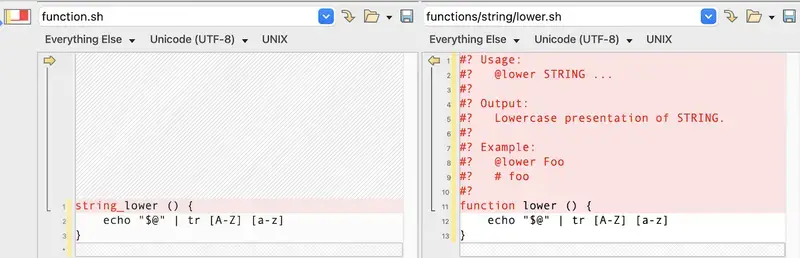 function.sh
Everything Else Unicode (UTF-8) UNIX
1 string_lower () {
2 echo "$@" | tr [A-Z] [a-z]
3 }
functions/string/lower.sh
Everything Else Unicode (UTF-8) UNIX
1 #? Usage:
2 #? @lower STRING ...
3 #?
4 #? Output:
5 #? Lowercase presentation of STRING.
6 #?
7 #? Example:
8 #? @lower Foo
9 #? # foo
10 #?
11 function lower () {
12 echo "$@" | tr [A-Z] [a-z]
13 }